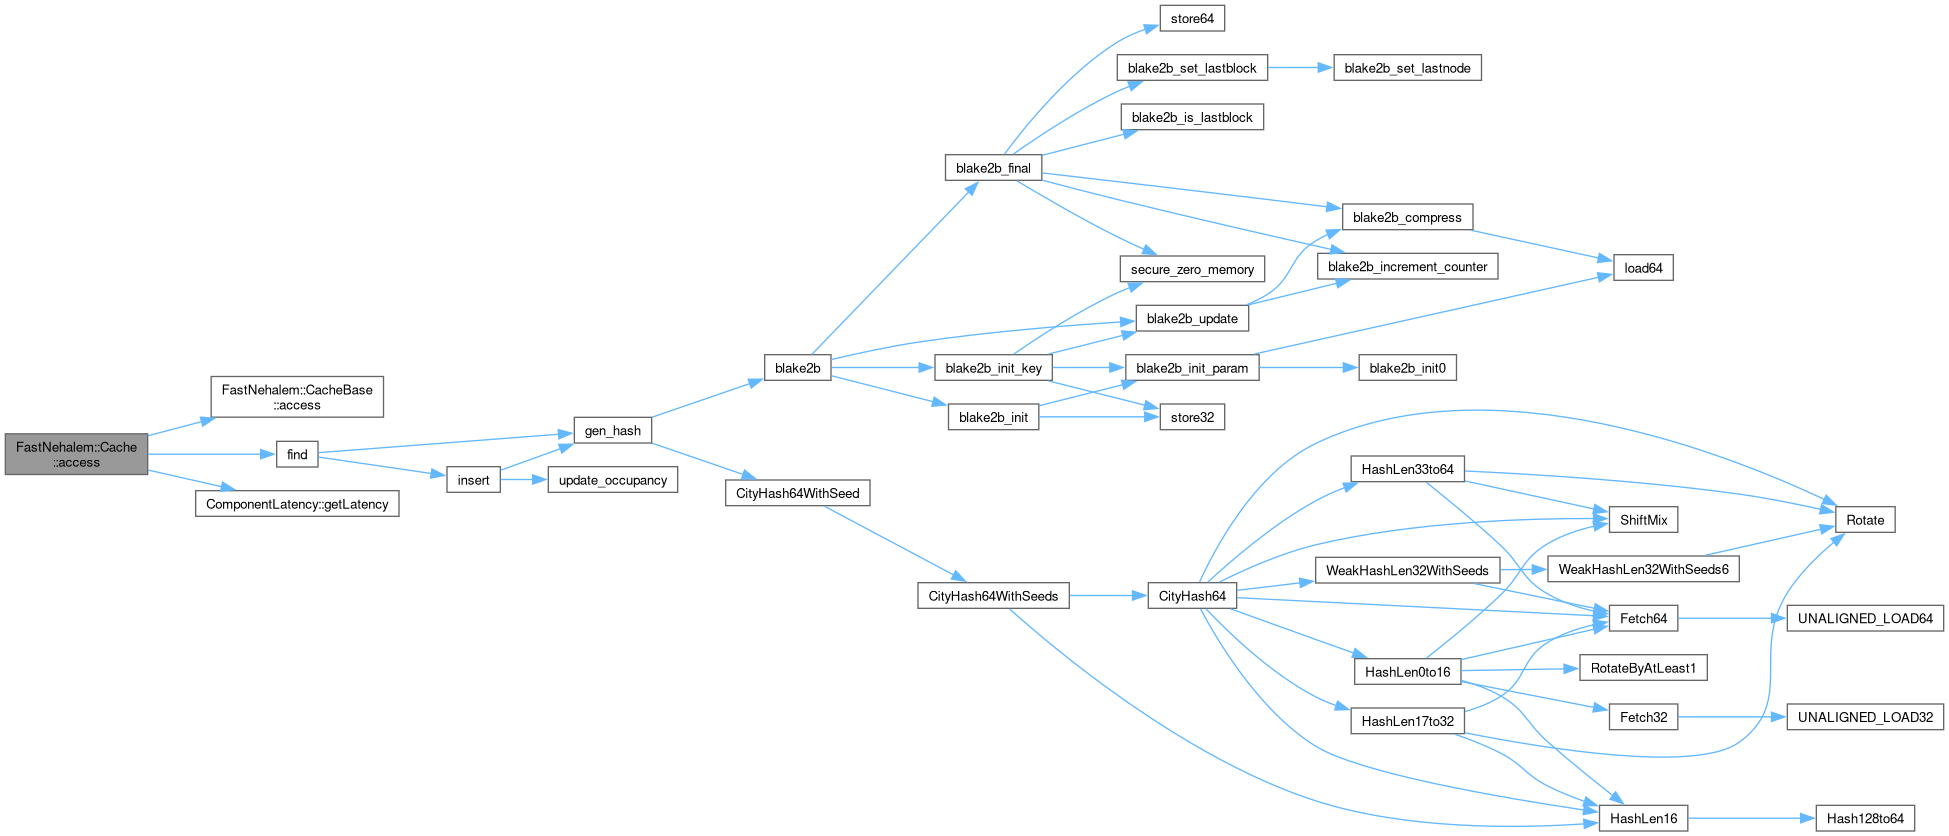 store64
blake2b_set_lastblock
blake2b_set_lastnode
blake2b_is_lastblock
blake2b_final
blake2b_compress
secure_zero_memory
blake2b_increment_counter
load64
blake2b_update
blake2b
blake2b_init_key
blake2b_init_param
blake2b_init0
FastNehalem::CacheBase
::access
blake2b_init
store32
gen_hash
FastNehalem::Cache
::access
find
insert
update_occupancy
ComponentLatency::getLatency
CityHash64WithSeed
HashLen33to64
ShiftMix
Rotate
WeakHashLen32WithSeeds
WeakHashLen32WithSeeds6
CityHash64WithSeeds
CityHash64
Fetch64
UNALIGNED_LOAD64
HashLen0to16
RotateByAtLeast1
HashLen17to32
Fetch32
UNALIGNED_LOAD32
HashLen16
Hash128to64